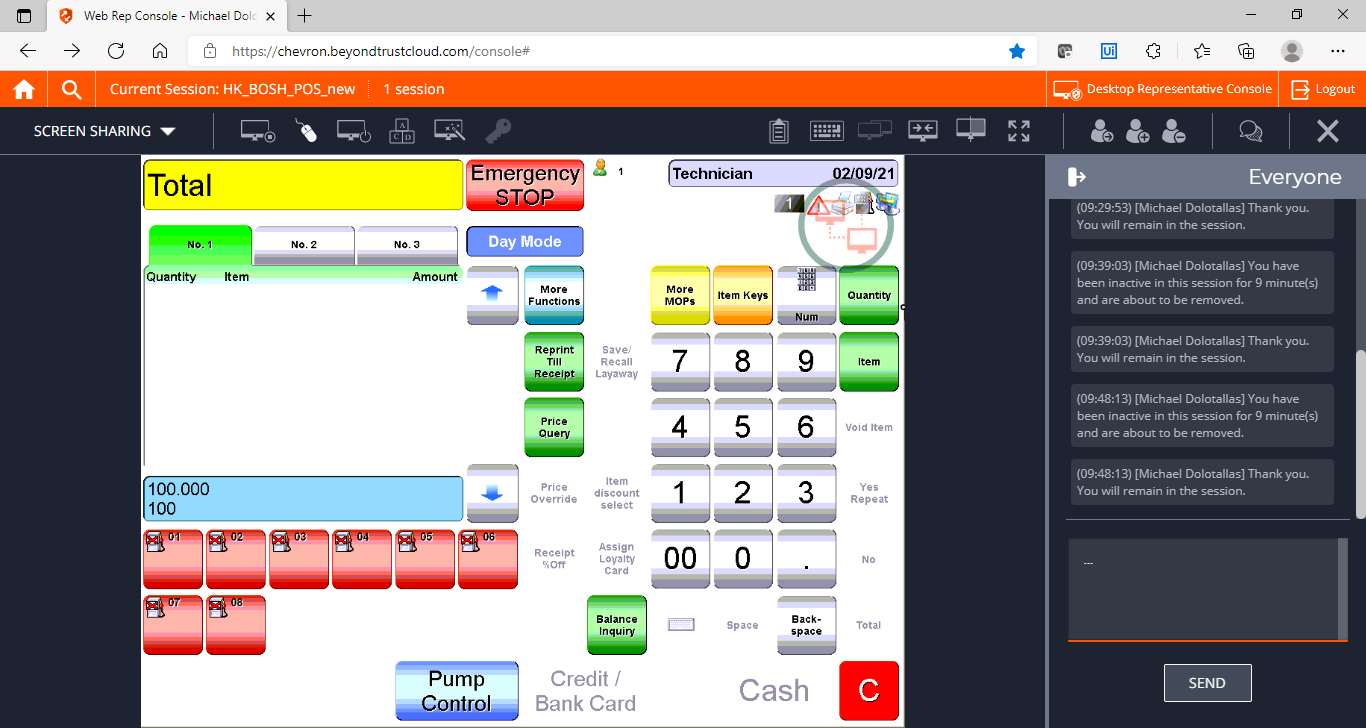 Web Rep Console - Michael Dolo
https://chevron.beyondtrustcloud.com/console#
Ui
Current Session: HK_BOSH_POS_new
1 session
Desktop Representative Console
Logout
SCREEN SHARING
A
C D
Total
Emergency
STOP
1
Technician
02/09/21
1
No. 1
No. 2
No. 3
Day Mode
Quantity Item Amount
More
Functions
More
MOPs
Item Keys
Num
Quantity
Reprint
Till
Receipt
Save/
Recall
Layaway
7
8
9
Item
Price
Query
4
5
6
Void Item
100.000
100
Price
Override
Item
discount
select
1
2
3
Yes
Repeat
01
02
03
04
05
06
Receipt
%Off
Assign
Loyalty
Card
00
0
.
No
07
08
Balance
Inquiry
Space
Back-
space
Total
Pump
Control
Credit /
Bank Card
Cash
C
Everyone
(09:29:53) [Michael Dolotallas] Thank you.
You will remain in the session.
(09:39:03) [Michael Dolotallas] You have
been inactive in this session for 9 minute(s)
and are about to be removed.
(09:39:03) [Michael Dolotallas] Thank you.
You will remain in the session.
(09:48:13) [Michael Dolotallas] You have
been inactive in this session for 9 minute(s)
and are about to be removed.
(09:48:13) [Michael Dolotallas] Thank you.
You will remain in the session.
...
SEND